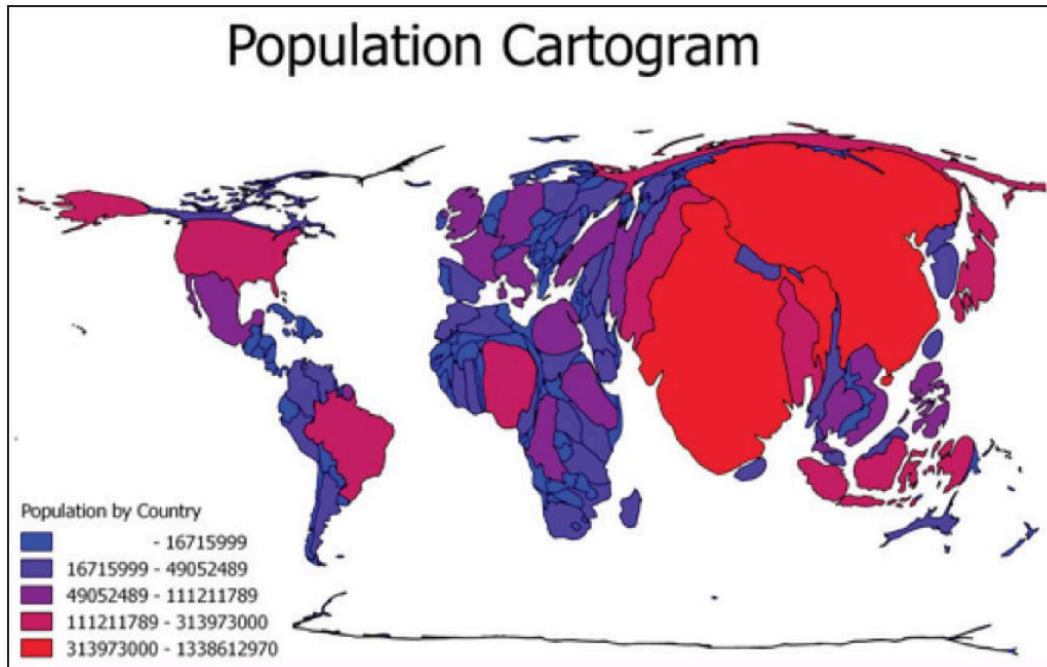 Population Cartogram
Population by Country
- 16715999
16715999 - 49052489
49052489 - 111211789
111211789 - 313973000
313973000 - 1338612970